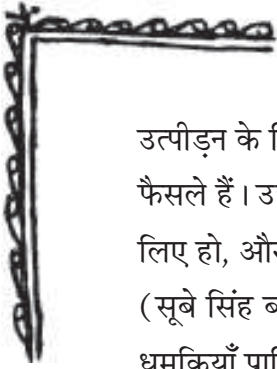 उत्पीड़न के
फैसले हैं। उ
लिए हो, और
(सूबे सिंह ब
धमकियाँ